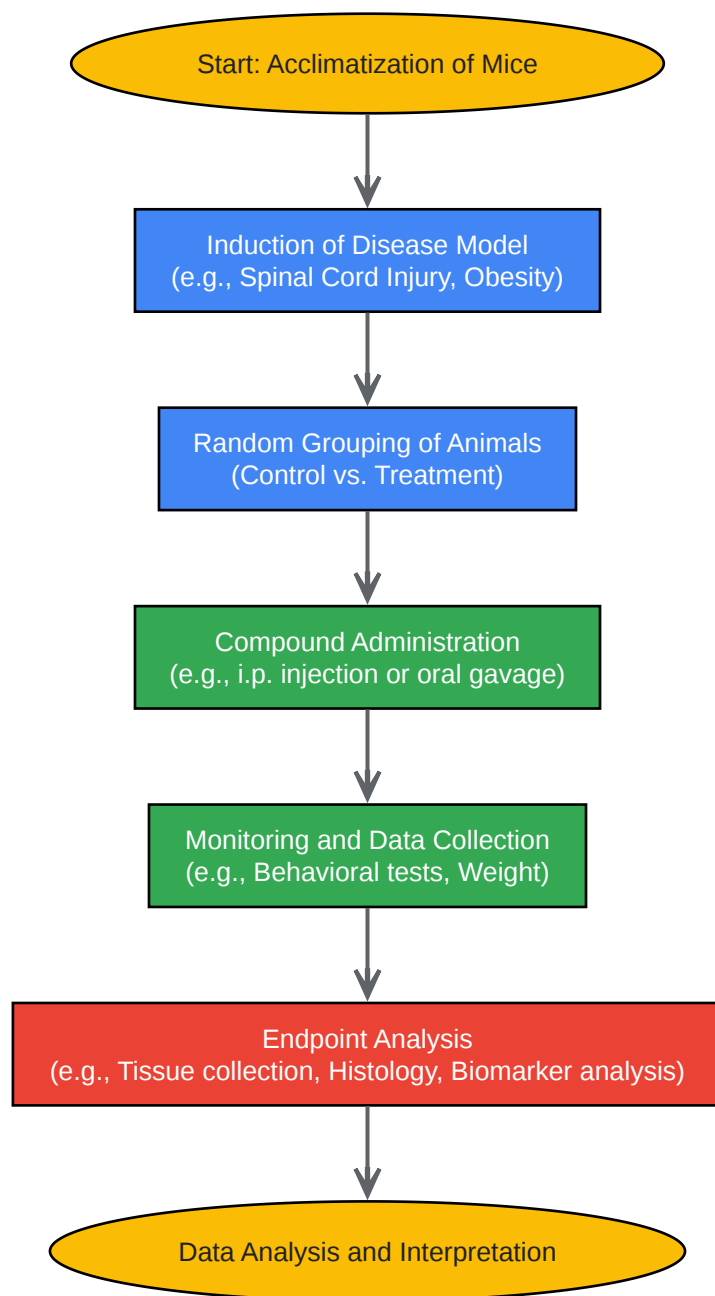 Start: Acclimatization of Mice
Induction of Disease Model
(e.g., Spinal Cord Injury, Obesity)
Random Grouping of Animals
(Control vs. Treatment)
Compound Administration
(e.g., i.p. injection or oral gavage)
Monitoring and Data Collection
(e.g., Behavioral tests, Weight)
Endpoint Analysis
(e.g., Tissue collection, Histology, Biomarker analysis)
Data Analysis and Interpretation